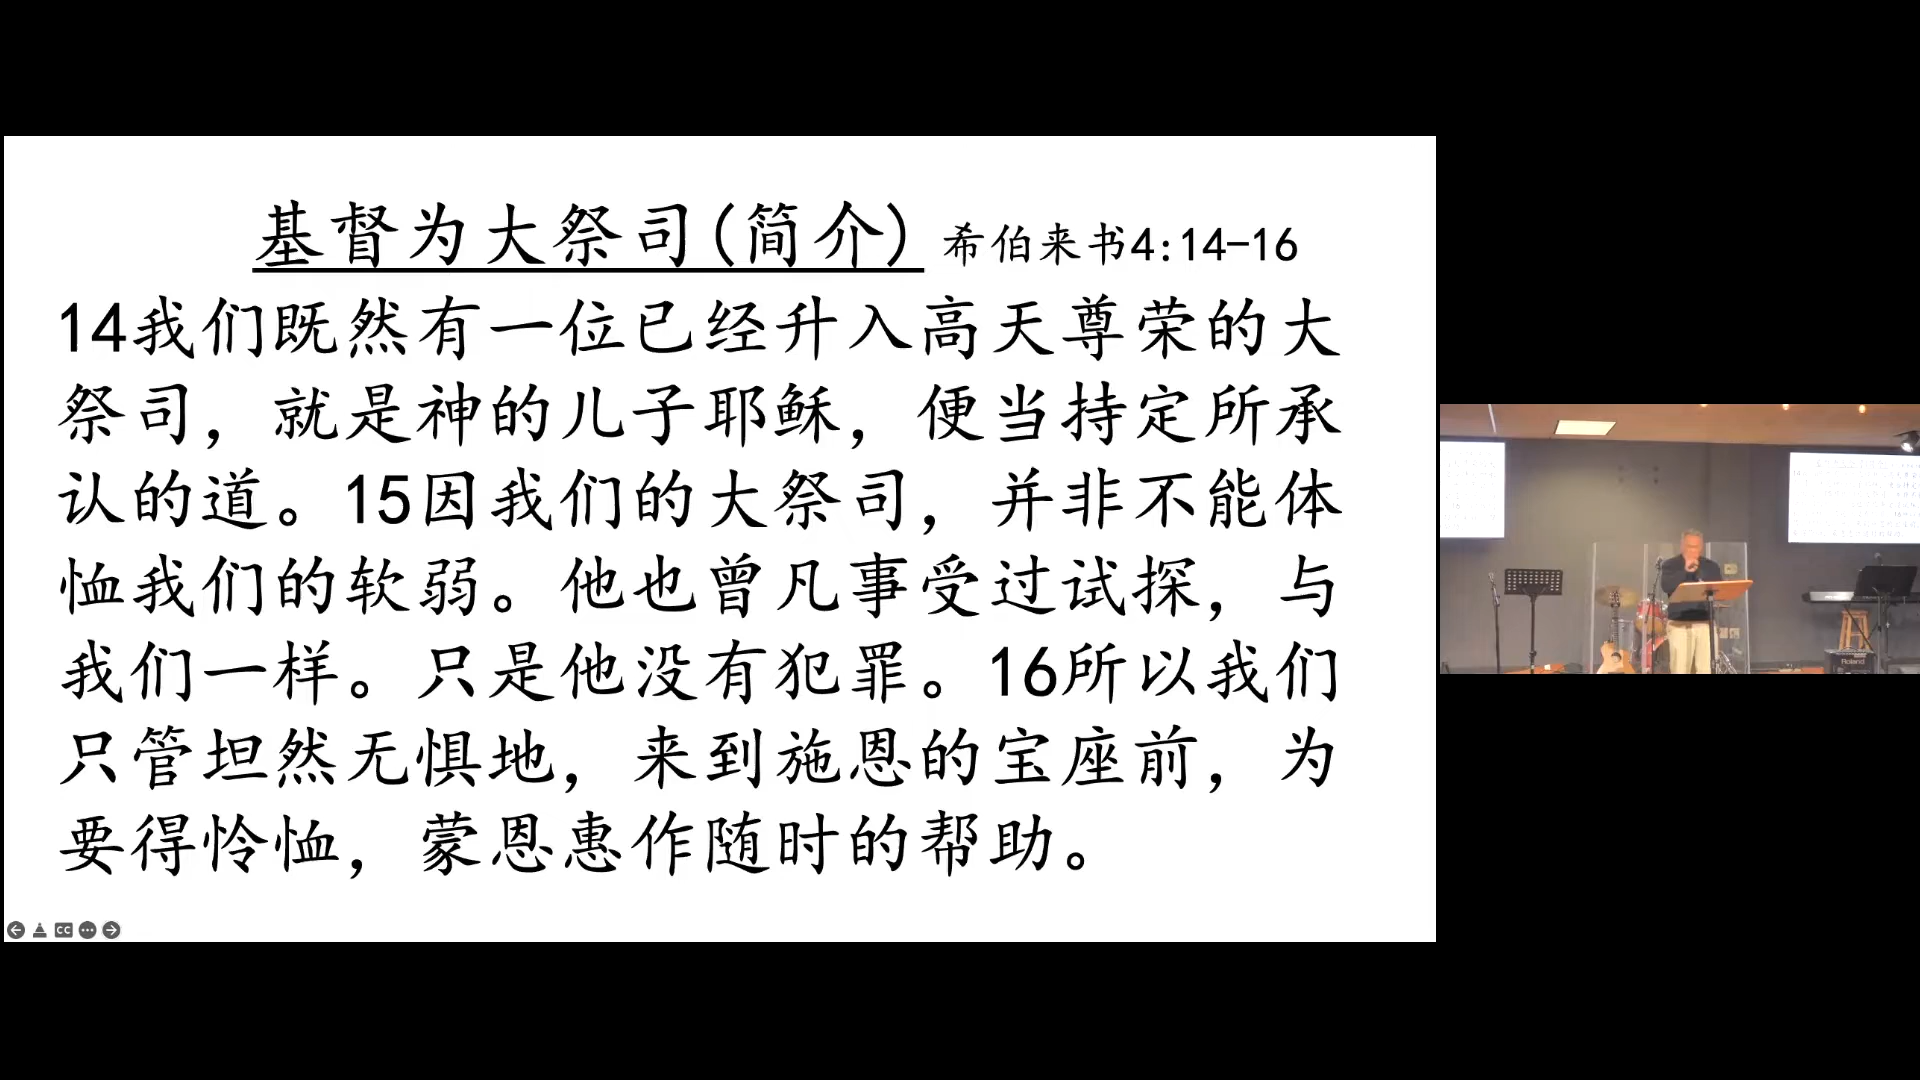 基督为大祭司(简介) 希伯来书4:14-16
14我们既然有一位已经升入高天尊荣的大
祭司，就是神的儿子耶稣，便当持定所承
认的道。15因我们的大祭司，并非不能体
恤我们的软弱。他也曾凡事受过试探，与
我们一样。只是他没有犯罪。16所以我们
只管坦然无惧地，来到施恩的宝座前，为
要得怜恤，蒙恩惠作随时的帮助。
CC
Roland